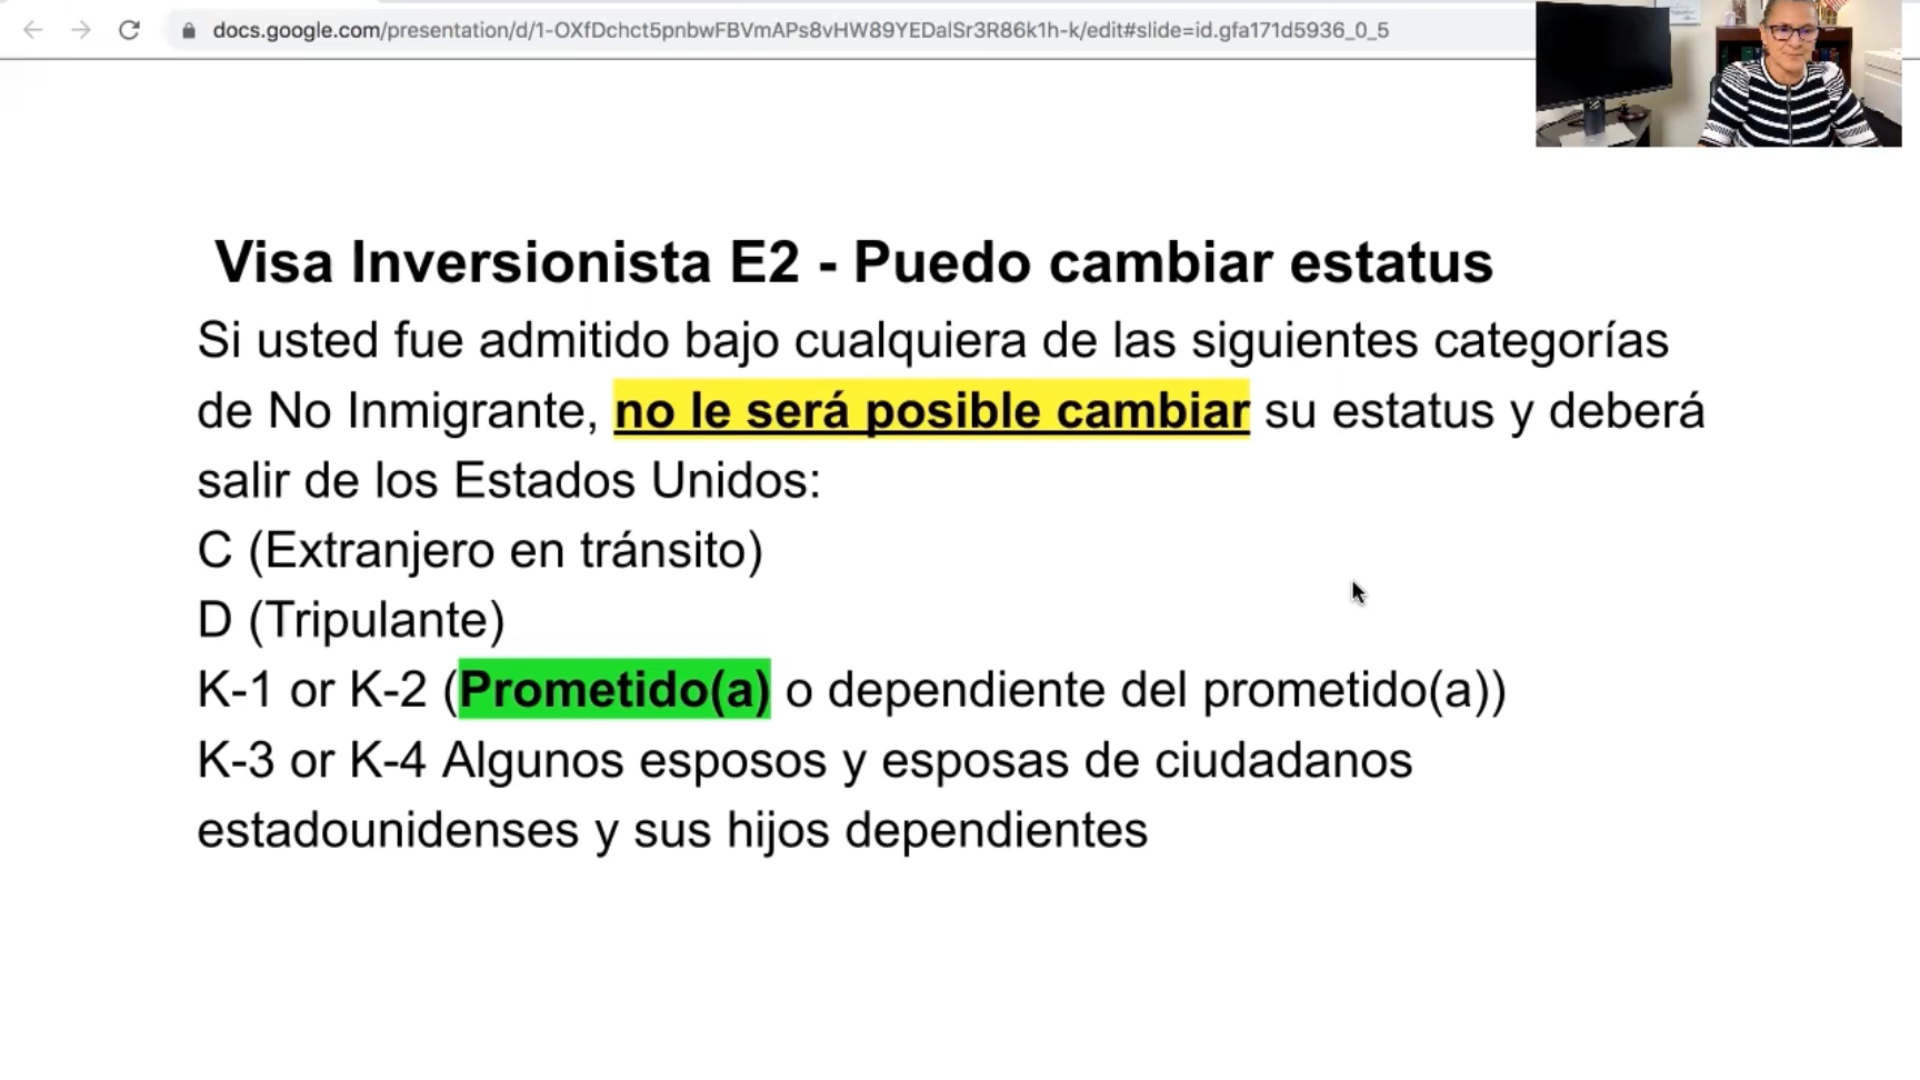 docs.google.com/presentation/d/1-OXfDchct5pnbwFBVmAPs8vHW89YEDalSr3R86k1h-k/edit#slide=id.gfa171d5936_0_5
Visa Inversionista E2 - Puedo cambiar estatus
Si usted fue admitido bajo cualquiera de las siguientes categorías
de No Inmigrante, no le será posible cambiar su estatus y deberá
salir de los Estados Unidos:
C (Extranjero en tránsito)
D (Tripulante)
K-1 or K-2 (Prometido(a) o dependiente del prometido(a))
K-3 or K-4 Algunos esposos y esposas de ciudadanos
estadounidenses y sus hijos dependientes